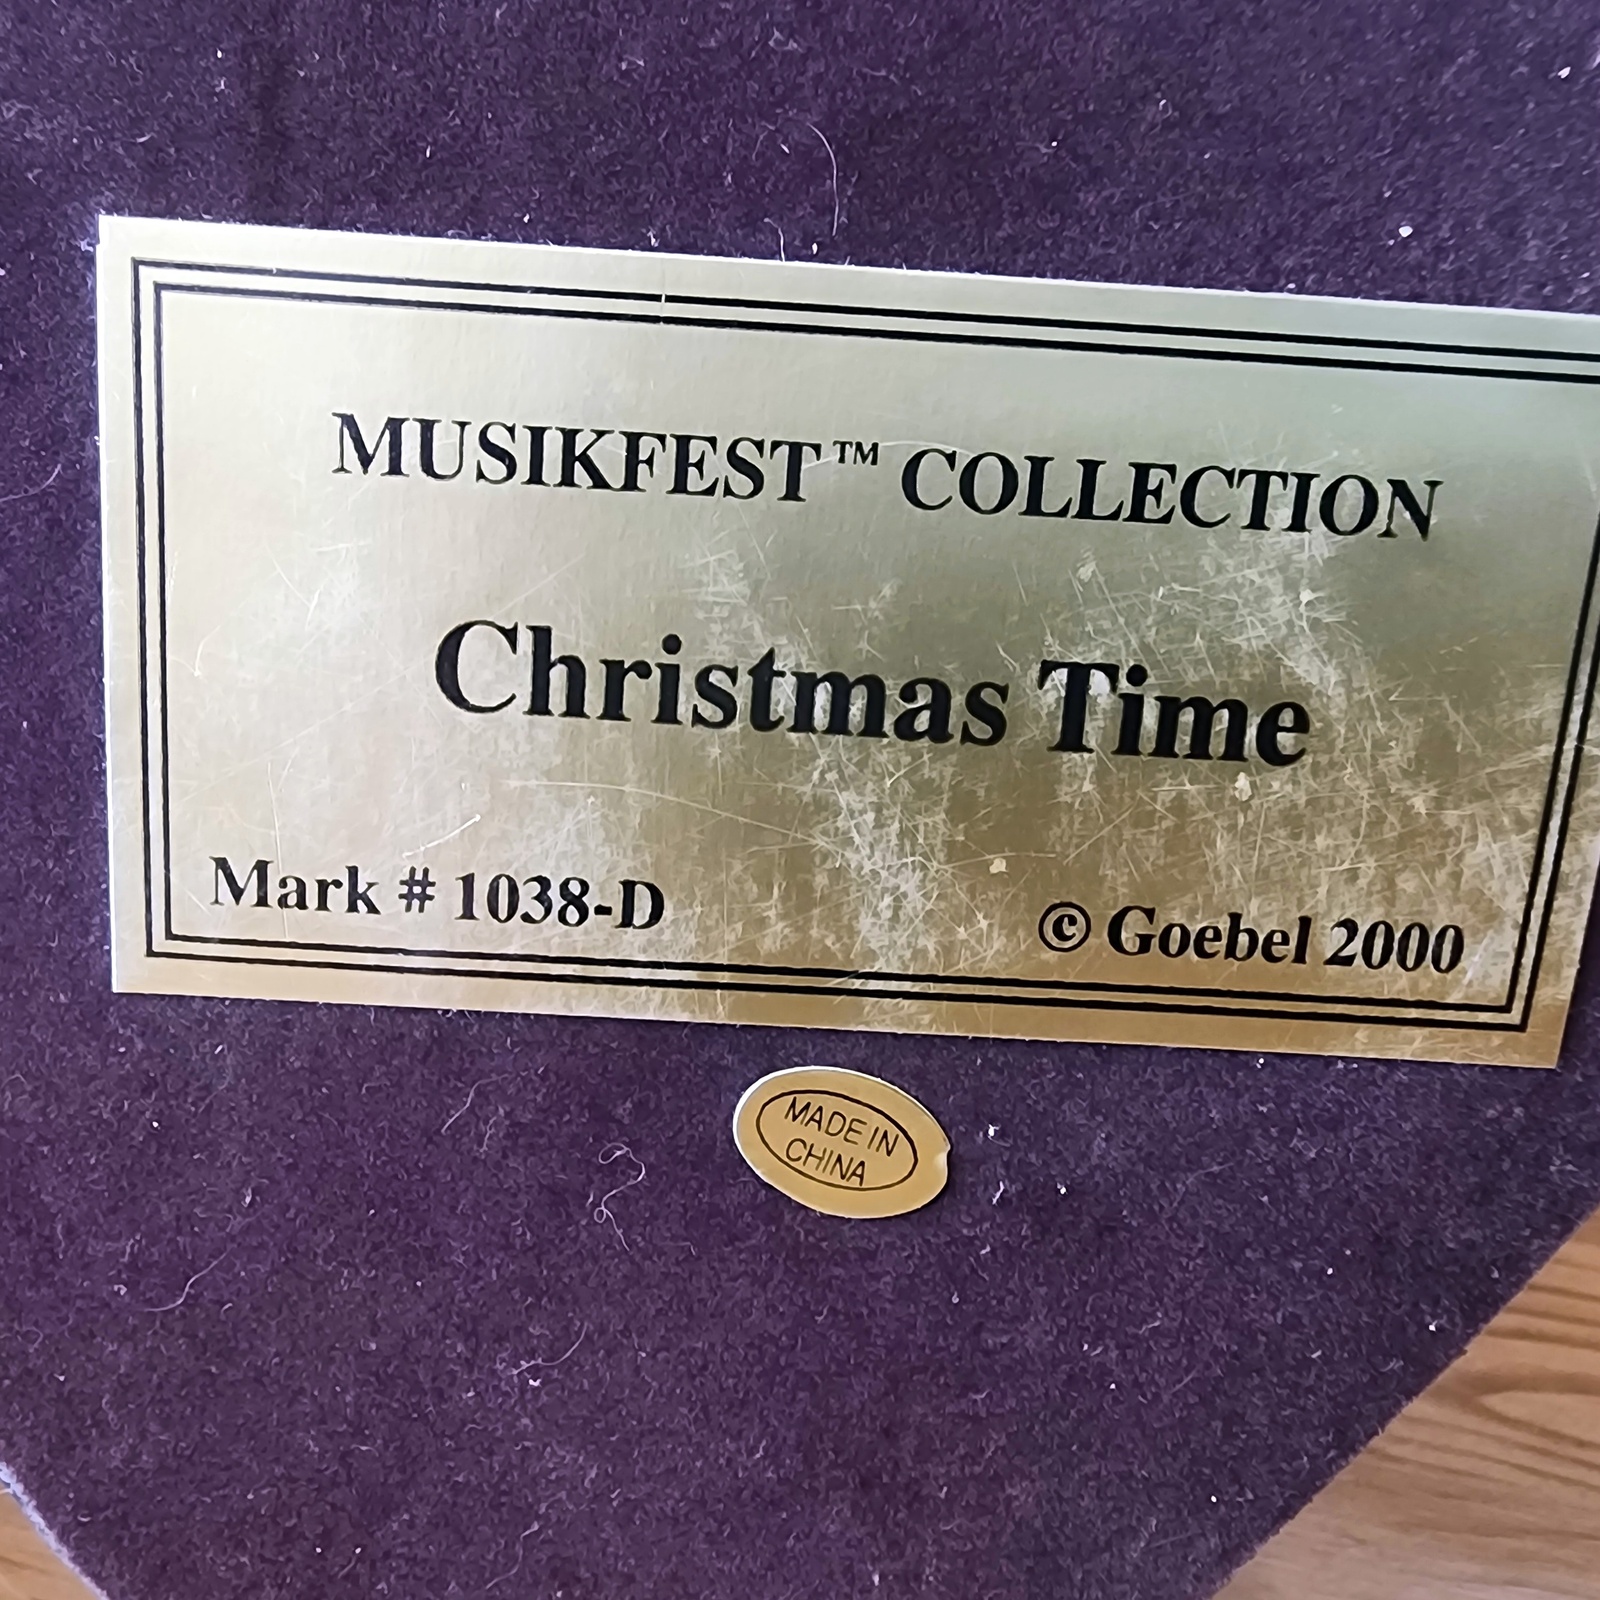 MUSIKFEST™ COLLECTION
Christmas Time
Mark # 1038-D
© Goebel 2000
MADE IN
CHINA